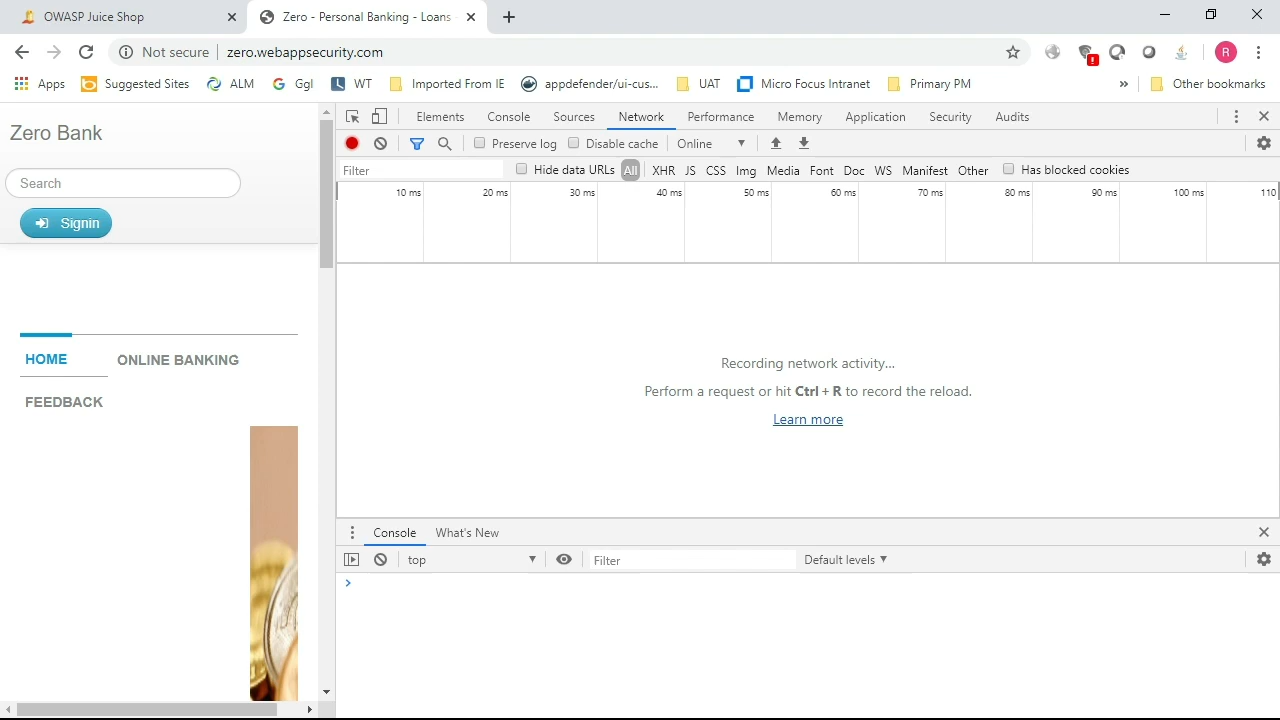 OWASP Juice Shop
Zero - Personal Banking - Loans
Not secure zero.webappsecurity.com R
Apps Suggested Sites ALM G Ggl WT Imported From IE appdefender/ui-cus... UAT Micro Focus Intranet Primary PM » Other bookmarks
Zero Bank
Search
Signin
HOME ONLINE BANKING
FEEDBACK
Elements Console Sources Network Performance Memory Application Security Audits
Preserve log Disable cache Online
Filter Hide data URLs All XHR JS CSS Img Media Font Doc WS Manifest Other Has blocked cookies
10 ms 20 ms 30 ms 40 ms 50 ms 60 ms 70 ms 80 ms 90 ms 100 ms 110
Recording network activity...
Perform a request or hit Ctrl + R to record the reload.
Learn more
Console What's New
top Filter Default levels